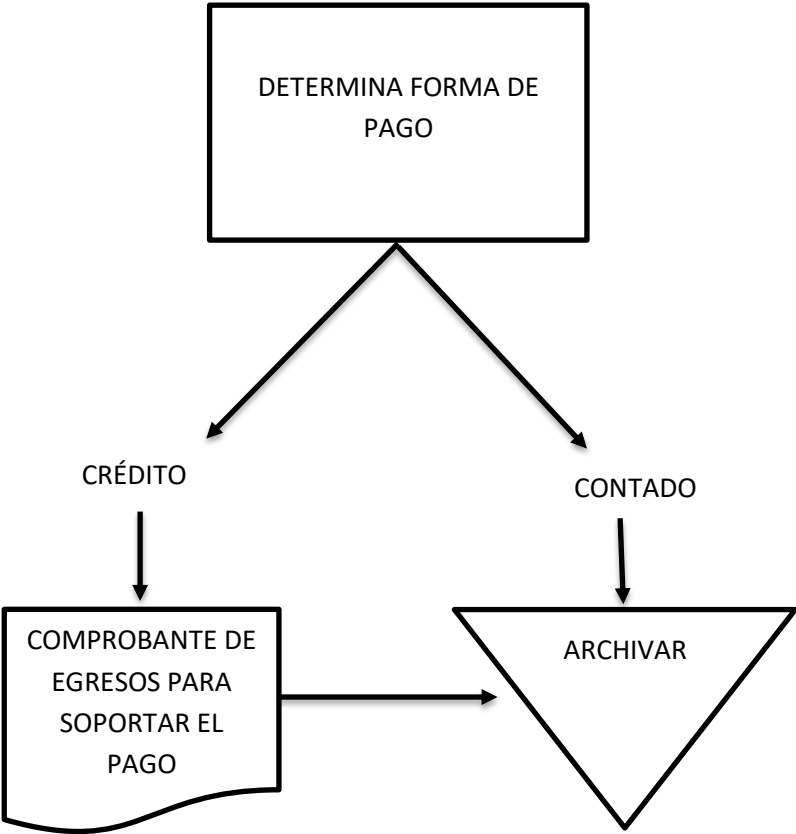 DETERMINA FORMA DE
PAGO
CRÉDITO
CONTADO
COMPROBANTE DE
EGRESOS PARA
SOPORTAR EL
PAGO
ARCHIVAR